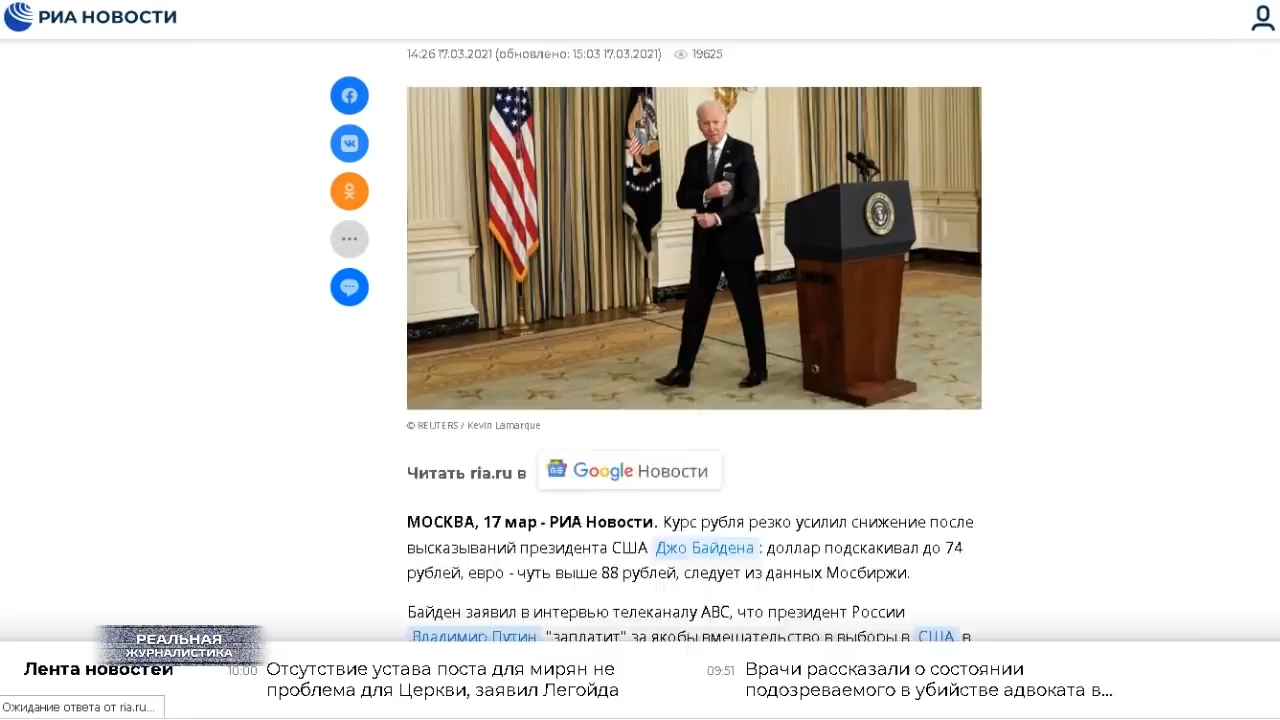 РИА НОВОСТИ
14:26 17.03.2021 (обновлено: 15:03 17.03.2021) 19625
© REUTERS / Kevin Lamarque
Читать ria.ru в Google Новости
МОСКВА, 17 мар - РИА Новости. Курс рубля резко усилил снижение после
высказываний президента США Джо Байдена : доллар подскакивал до 74
рублей, евро - чуть выше 88 рублей, следует из данных Мосбиржи.
Байден заявил в интервью телеканалу ABC, что президент России
Владимир Путин "заплатит" за якобы вмешательство в выборы в США в
РЕАЛЬНАЯ
ЖУРНАЛИСТИКА
Лента новостей
10:00 Отсутствие устава поста для мирян не
проблема для Церкви, заявил Легойда
09:51 Врачи рассказали о состоянии
подозреваемого в убийстве адвоката в...
Ожидание ответа от ria.ru...